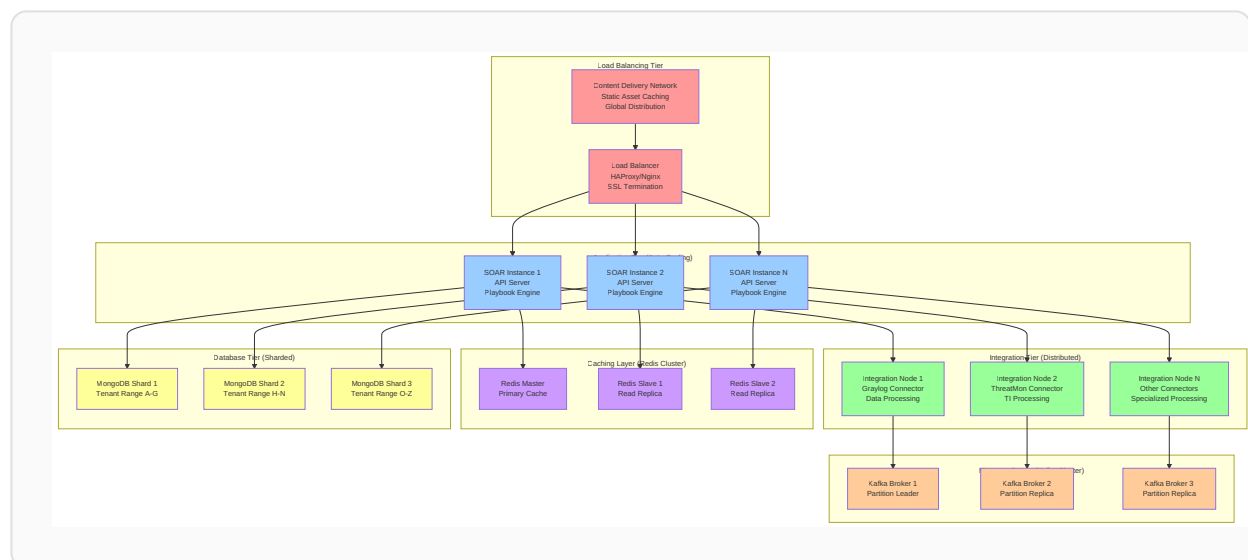 Load Balancing Tier
Content Delivery Network
Static Asset Caching
Global Distribution
Load Balancer
HAProxy/Nginx
SSL Termination
SOAR Instance 1
API Server
Playbook Engine
SOAR Instance 2
API Server
Playbook Engine
SOAR Instance N
API Server
Playbook Engine
Database Tier (Sharded)
MongoDB Shard 1
Tenant Range A-G
MongoDB Shard 2
Tenant Range H-N
MongoDB Shard 3
Tenant Range O-Z
Caching Layer (Redis Cluster)
Redis Master
Primary Cache
Redis Slave 1
Read Replica
Redis Slave 2
Read Replica
Integration Tier (Distributed)
Integration Node 1
Graylog Connector
Data Processing
Integration Node 2
ThreatMon Connector
TI Processing
Integration Node N
Other Connectors
Specialized Processing
Kafka Broker 1
Partition Leader
Kafka Broker 2
Partition Replica
Kafka Broker 3
Partition Replica